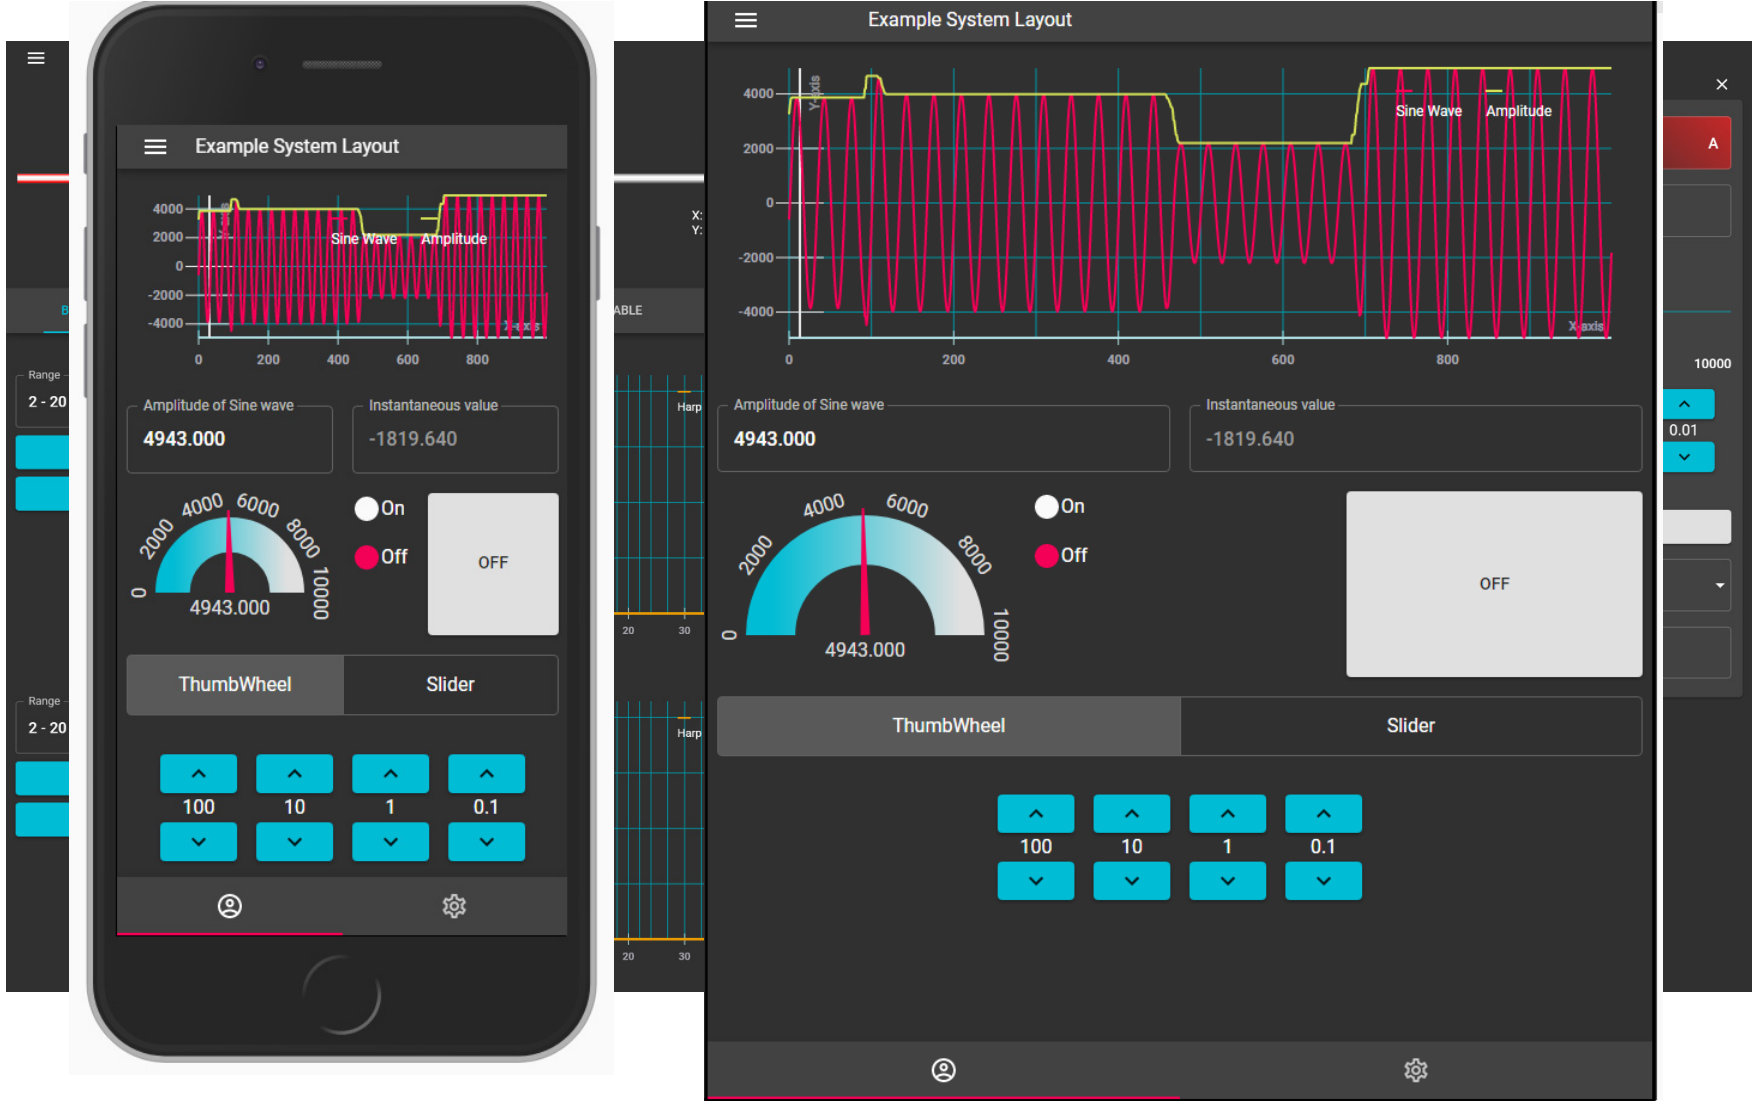 Example System Layout
4000
2000
0
-2000
-4000
Y-axis
Sine Wave
Amplitude
X-axis
0
200
400
600
800
Amplitude of Sine wave
4943.000
Instantaneous value
-1819.640
0
2000
4000
6000
8000
10000
4943.000
On
Off
OFF
ThumbWheel
Slider
100
10
1
0.1
Example System Layout
4000
2000
0
-2000
-4000
Y-axis
Sine Wave
Amplitude
X-axis
0
200
400
600
800
Amplitude of Sine wave
4943.000
Instantaneous value
-1819.640
0
2000
4000
6000
8000
10000
4943.000
On
Off
OFF
ThumbWheel
Slider
100
10
1
0.1
B
Range
2 - 20
Range
2 - 20
X:
Y:
ABLE
Harp
20
30
Harp
20
30
A
10000
0.01